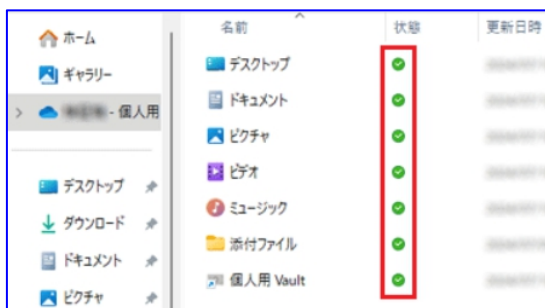 ホーム
ギャラリー
- 個人用
デスクトップ
ダウンロード
ドキュメント
ピクチャ
名前 状態 更新日時
デスクトップ
ドキュメント
ピクチャ
ビデオ
ミュージック
添付ファイル
個人用 Vault